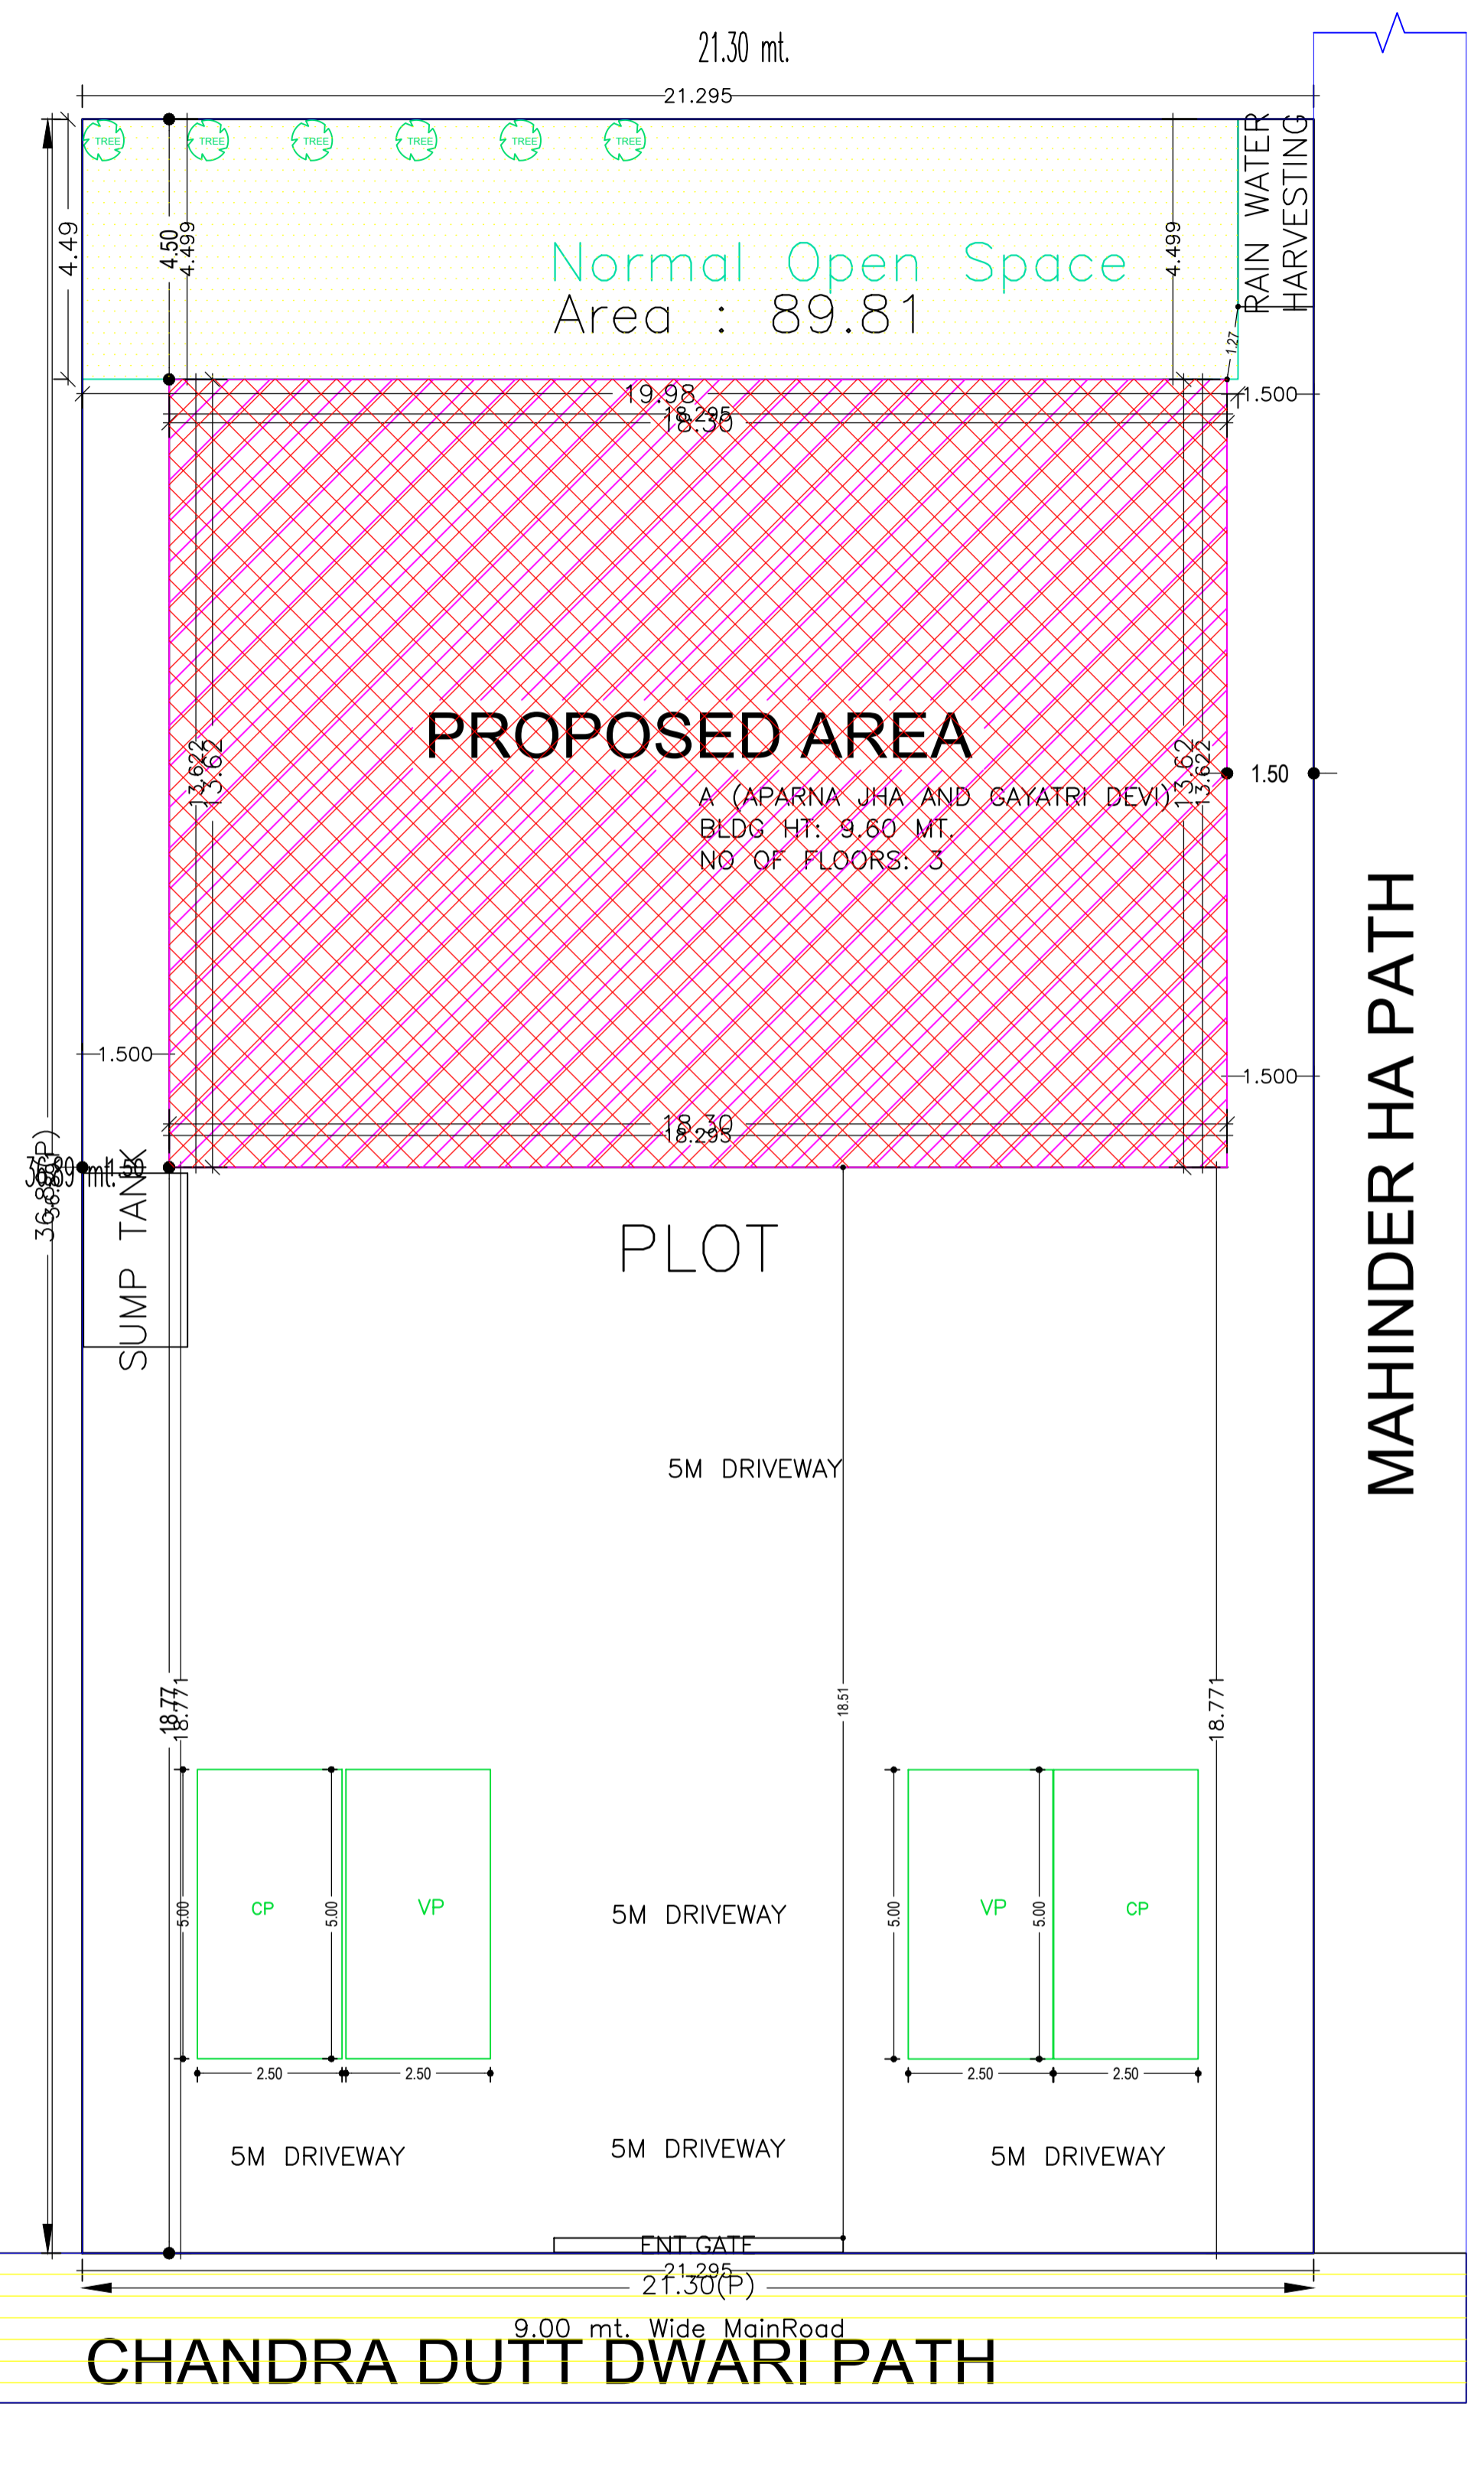 21.30 mt.
21.295
TREE TREE TREE TREE TREE TREE
RAIN WATER
HARVESTING
4.49
4.50
4.499
4.499
Normal Open Space
Area : 89.81
1.27
19.98
1.500
18.295
18.30
PROPOSED AREA
13.622
13.62
13.62
13.622
1.50
A (APARNA JHA AND GAYATRI DEVI)
BLDG HT: 9.60 MT.
NO OF FLOORS: 3
MAHINDER HA PATH
1.500
1.500
18.30
18.295
36.89 mt.
1.50
SUMP TANK
PLOT
5M DRIVEWAY
18.77
18.771
18.51
18.771
5.00
CP
5.00
VP
5M DRIVEWAY
5.00
VP
5.00
CP
2.50
2.50
2.50
2.50
5M DRIVEWAY
5M DRIVEWAY
5M DRIVEWAY
ENT.GATE
21.295
21.30(P)
9.00 mt. Wide MainRoad
CHANDRA DUTT DWARI PATH